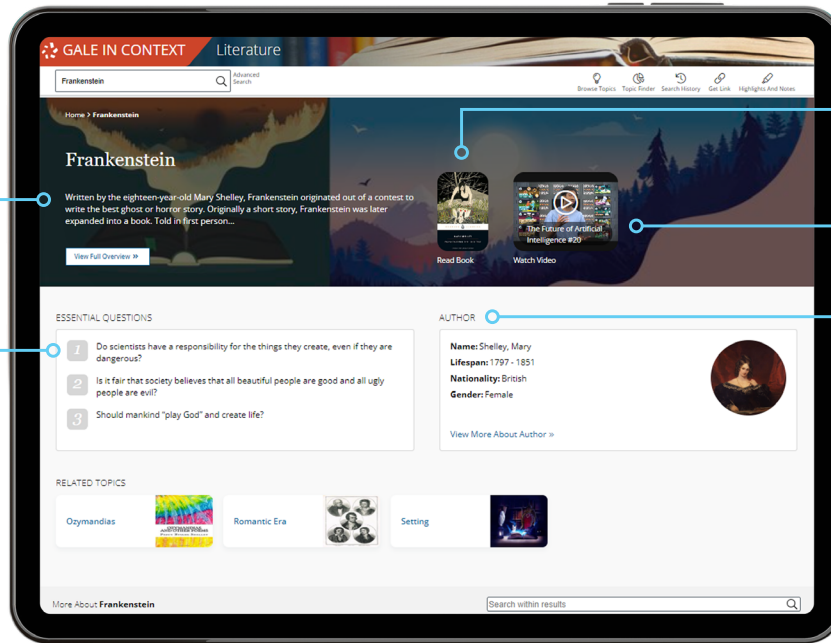 GALE IN CONTEXT Literature
Frankenstein
Advanced
Search
Browse Topics Topic Finder Search History Get Link Highlights And Notes
Home > Frankenstein
Frankenstein
Written by the eighteen-year-old Mary Shelley, Frankenstein originated out of a contest to
write the best ghost or horror story. Originally a short story, Frankenstein was later
expanded into a book. Told in first person...
View Full Overview »
The Future of Artificial
Intelligence #20
Read Book
Watch Video
ESSENTIAL QUESTIONS
1 Do scientists have a responsibility for the things they create, even if they are
dangerous?
2 Is it fair that society believes that all beautiful people are good and all ugly
people are evil?
3 Should mankind “play God” and create life?
AUTHOR
Name: Shelley, Mary
Lifespan: 1797 - 1851
Nationality: British
Gender: Female
View More About Author »
RELATED TOPICS
Ozymandias
Romantic Era
Setting
More About Frankenstein
Search within results